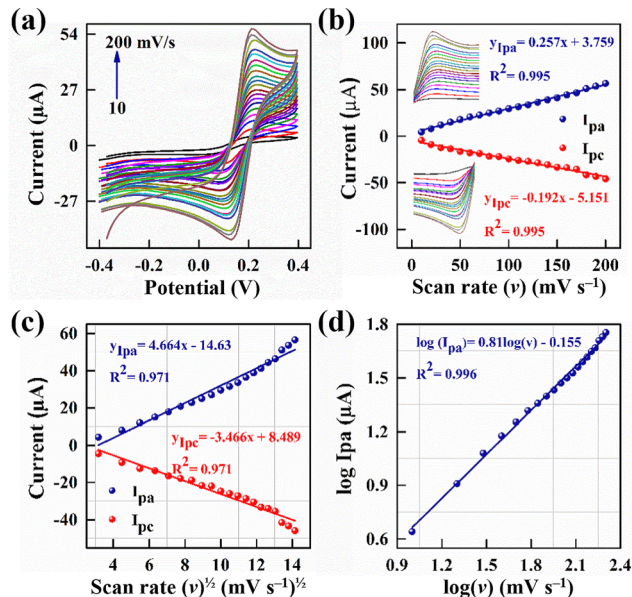 (a)
54
27
0
-27
Current (µA)
200 mV/s
10
-0.4
-0.2
0.0
0.2
0.4
Potential (V)
(b)
100
50
0
-50
-100
Current (µA)
y_Ipa= 0.257x + 3.759
R²= 0.995
I_pa
I_pc
y_Ipc= -0.192x - 5.151
R²= 0.995
0
50
100
150
200
Scan rate (ν) (mV s⁻¹)
(c)
60
40
20
0
-20
-40
Current (µA)
y_Ipa= 4.664x - 14.63
R²= 0.971
y_Ipc= -3.466x + 8.489
R²= 0.971
I_pa
I_pc
4
6
8
10
12
14
Scan rate (ν)^½ (mV s⁻¹)^½
(d)
1.8
1.5
1.2
0.9
0.6
log Ipa
log (I_pa) = 0.81log(ν) - 0.155
R²= 0.996
0.9
1.2
1.5
1.8
2.1
2.4
log(ν) (mV s⁻¹)